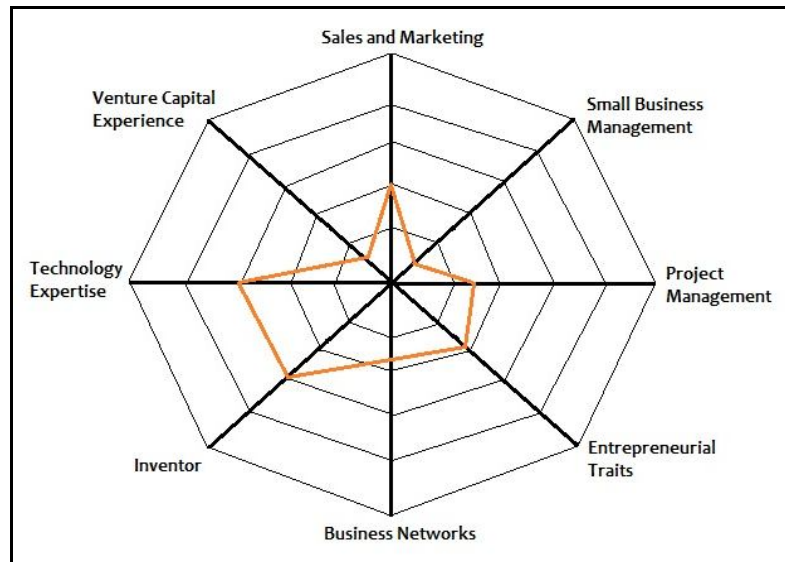 Sales and Marketing
Venture Capital
Experience
Small Business
Management
Technology
Expertise
Project
Management
Inventor
Entrepreneurial
Traits
Business Networks